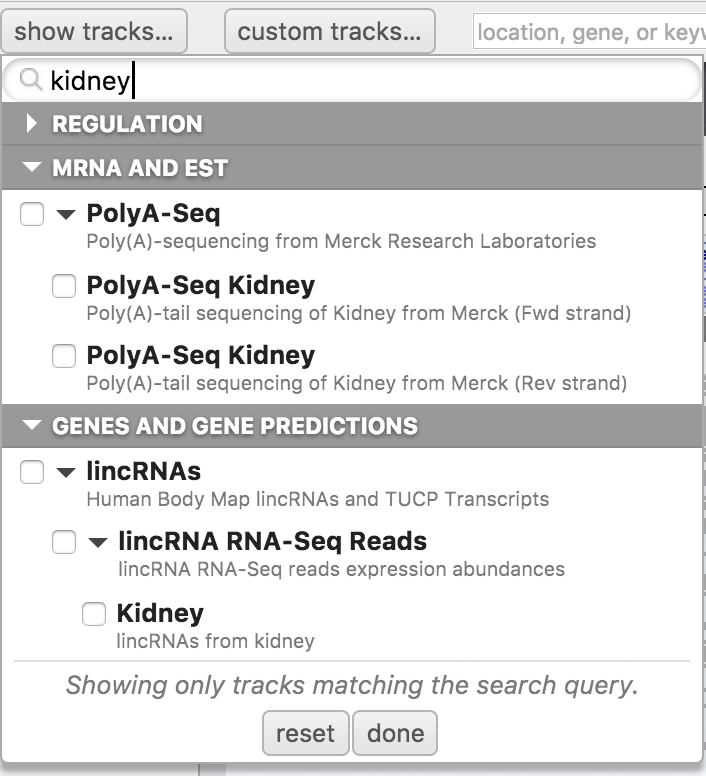 show tracks...
custom tracks...
location, gene, or keyw
kidney
REGULATION
MRNA AND EST
PolyA-Seq
Poly(A)-sequencing from Merck Research Laboratories
PolyA-Seq Kidney
Poly(A)-tail sequencing of Kidney from Merck (Fwd strand)
PolyA-Seq Kidney
Poly(A)-tail sequencing of Kidney from Merck (Rev strand)
GENES AND GENE PREDICTIONS
lincRNAs
Human Body Map lincRNAs and TUCP Transcripts
lincRNA RNA-Seq Reads
lincRNA RNA-Seq reads expression abundances
Kidney
lincRNAs from kidney
Showing only tracks matching the search query.
reset
done